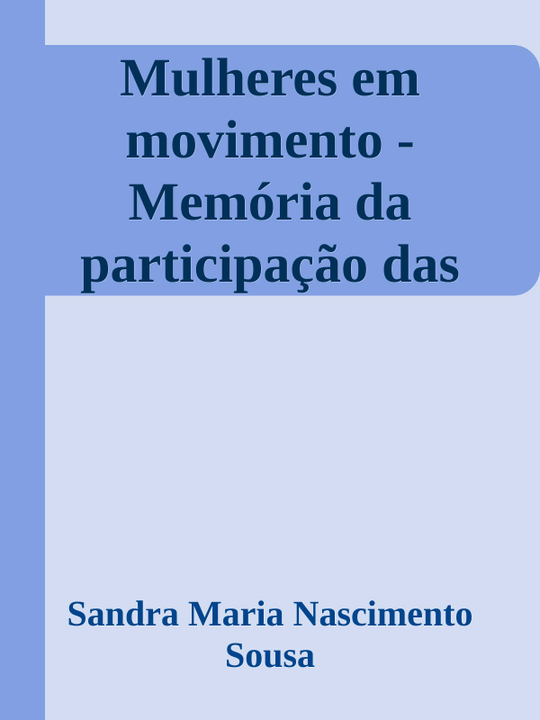 Mulheres em
movimento -
Memória da
participação das
Sandra Maria Nascimento
Sousa